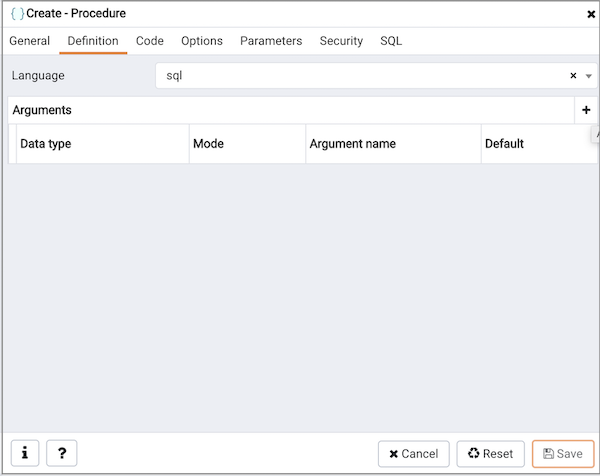 Create - Procedure
General Definition Code Options Parameters Security SQL
Language sql
Arguments
Data type Mode Argument name Default
Cancel Reset Save